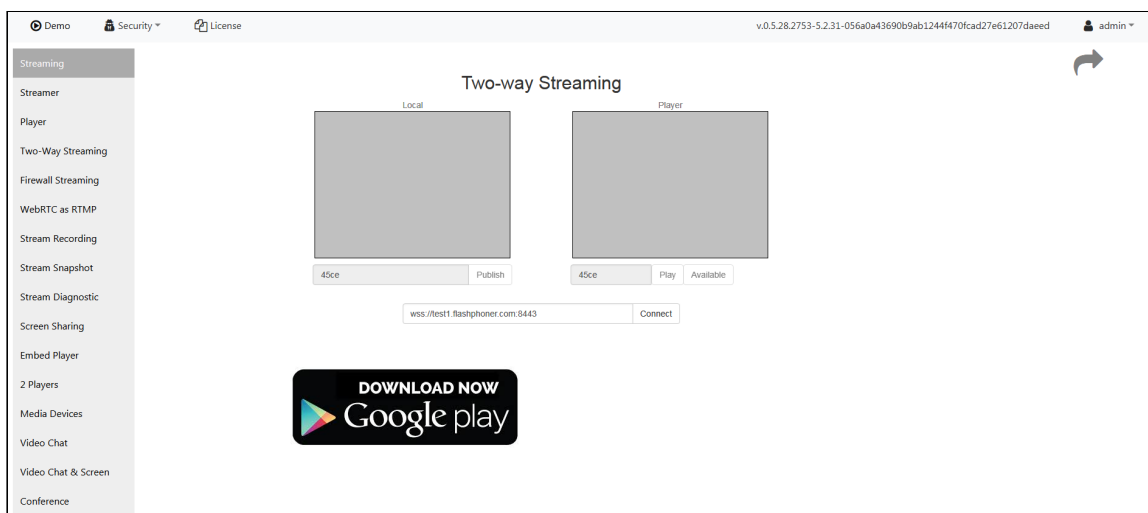 Demo
Security
License
v.0.5.28.2753-5.2.31-056a0a43690b9ab1244f470fcad27e61207daeed
admin
Streaming
Streamer
Player
Two-Way Streaming
Firewall Streaming
WebRTC as RTMP
Stream Recording
Stream Snapshot
Stream Diagnostic
Screen Sharing
Embed Player
2 Players
Media Devices
Video Chat
Video Chat & Screen
Conference
Two-way Streaming
Local
Player
45ce
Publish
45ce
Play
Available
wss://test1.flashphoner.com:8443
Connect
DOWNLOAD NOW
Google play